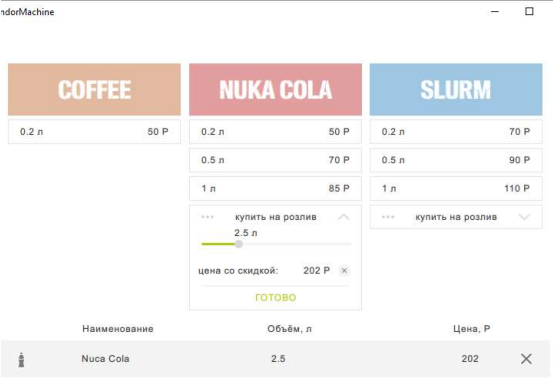 ndorMachine
COFFEE
NUKA COLA
SLURM
0.2 л 50 Р
0.2 л 50 Р
0.2 л 70 Р
0.5 л 70 Р
0.5 л 90 Р
1 л 85 Р
1 л 110 Р
купить на розлив
купить на розлив
2.5 л
цена со скидкой: 202 Р
ГОТОВО
Наименование Объём, л Цена, Р
Nuca Cola 2.5 202